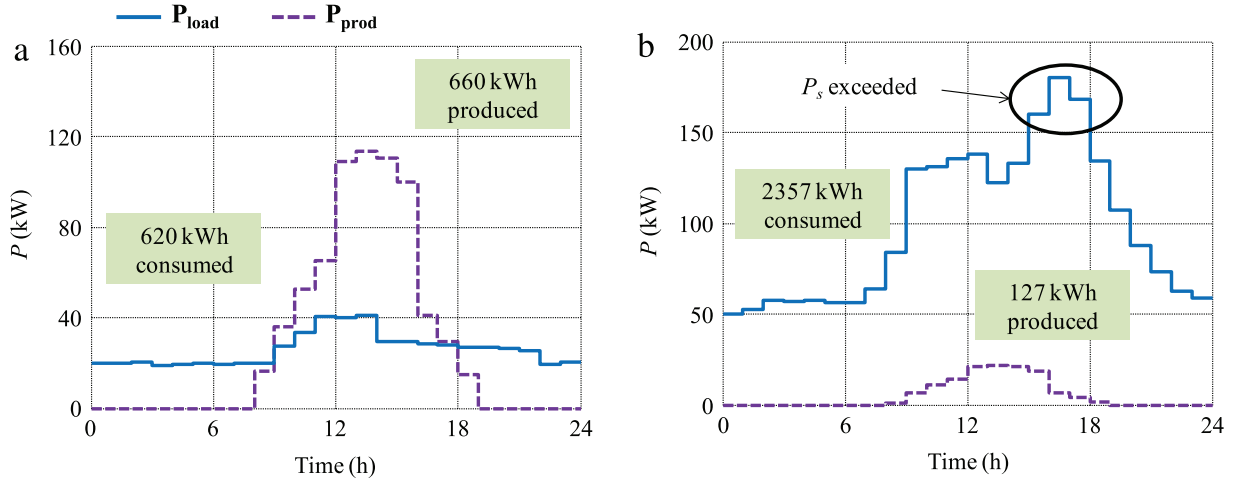 P_load P_prod
a
160
120
80
40
0
P (kW)
660 kWh
produced
620 kWh
consumed
0 6 12 18 24
Time (h)
b
200
150
100
50
0
P (kW)
P_s exceeded
2357 kWh
consumed
127 kWh
produced
0 6 12 18 24
Time (h)